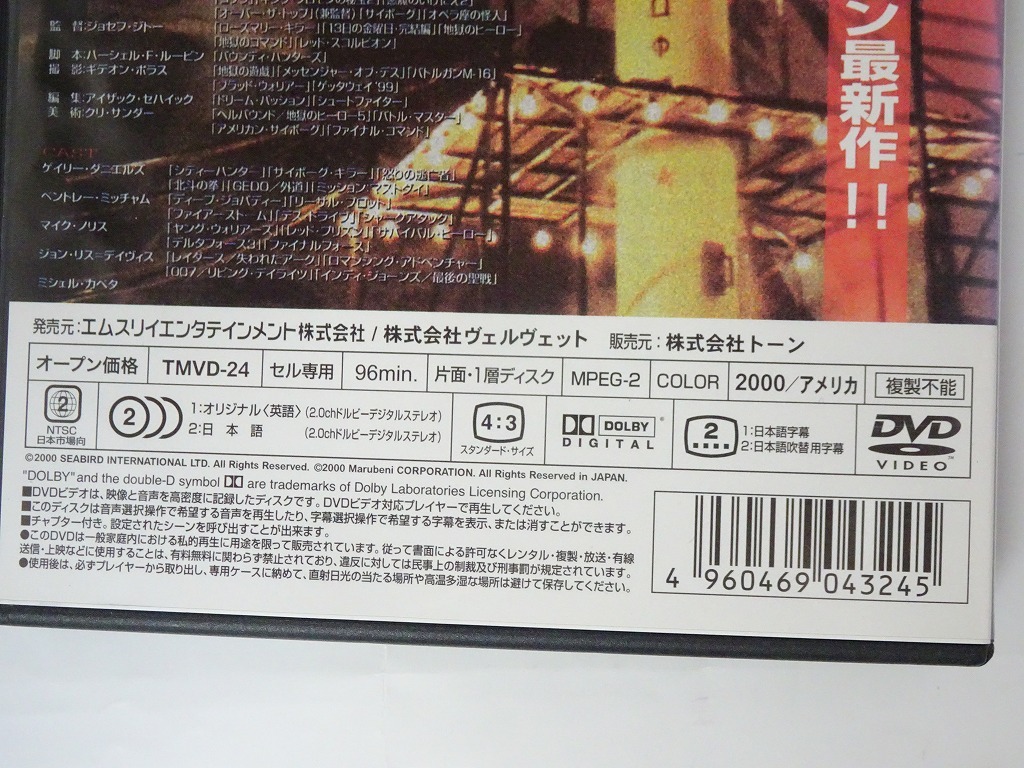 「オーバー・ザ・トップ」(兼監督)「サイボーグ」「オペラ座の怪人」
監 督:ジョセフ・ジトー 「ローズマリー・キラー」「13日の金曜日・完結編」「地獄のヒーロー」
「地獄のコマンド」「レッド・スコルピオン」
脚 本:ハーシェル・F・ルービン 「バウンティ・ハンターズ」
撮 影:ギデオン・ポラス 「地獄の遊戯」「メッセンジャー・オブ・デス」「バトルガンM-16」
「ブラッド・ウォリアー」「ゲッタウェイ'99」
編 集:アイザック・セハイック 「ドリーム・パッション」「シュートファイター」
美 術:クリ・サンダー 「ヘルバウンド/地獄のヒーロー5」「バトル・マスター」
「アメリカン・サイボーグ」「ファイナル・コマンド」
CAST
ゲイリー・ダニエルズ 「シティーハンター」「サイボーグ・キラー」「怒りの逃亡者」
「北斗の拳」「GEDO/外道」「ミッション・マストダイ」
ベントレー・ミッチャム 「ディープ・ジョパディー」「リーサル・プロット」
「ファイアーストーム」「デスドライブ」「シャークアタック」
マイク・ノリス 「ヤング・ウォリアーズ」「レッド・プリズン」「サバイバル・ヒーロー」
「デルタフォース3」「ファイナルフォース」
ジョン・リス=デイヴィス 「レイダース/失われたアーク」「ロマンシング・アドベンチャー」
「007/リビング・デイライツ」「インディ・ジョーンズ/最後の聖戦」
ミシェル・カベタ
ン最新作!!
発売元:エムスリイエンタテインメント株式会社/株式会社ヴェルヴェット 販売元:株式会社トーン
オープン価格 TMVD-24 セル専用 96min. 片面・1層ディスク MPEG-2 COLOR 2000/アメリカ 複製不能
2 NTSC 日本市場向
2 1:オリジナル〈英語〉(2.0chドルビーデジタルステレオ)
2:日 本 語 (2.0chドルビーデジタルステレオ)
4:3 スタンダード・サイズ
DOLBY DIGITAL
2 1:日本語字幕
2:日本語吹替用字幕
DVD VIDEO ™
©2000 SEABIRD INTERNATIONAL LTD. All Rights Reserved. ©2000 Marubeni CORPORATION. All Rights Reserved in JAPAN.
"DOLBY" and the double-D symbol are trademarks of Dolby Laboratories Licensing Corporation.
■DVDビデオは、映像と音声を高密度に記録したディスクです。DVDビデオ対応プレイヤーで再生してください。
■このディスクは音声選択操作で希望する音声を再生したり、字幕選択操作で希望する字幕を表示、または消すことができます。
■チャプター付き。設定されたシーンを呼び出すことが出来ます。
●このDVDは一般家庭内における私的再生に用途を限って販売されています。従って書面による許可なくレンタル・複製・放送・有線
送信・上映などに使用することは、有料無料に関わらず禁止されており、違反に対しては民事上の制裁及び刑事罰が規定されています。
●使用後は、必ずプレイヤーから取り出し、専用ケースに納めて、直射日光の当たる場所や高温多湿な場所は避けて保存してください。
4 960469 043245